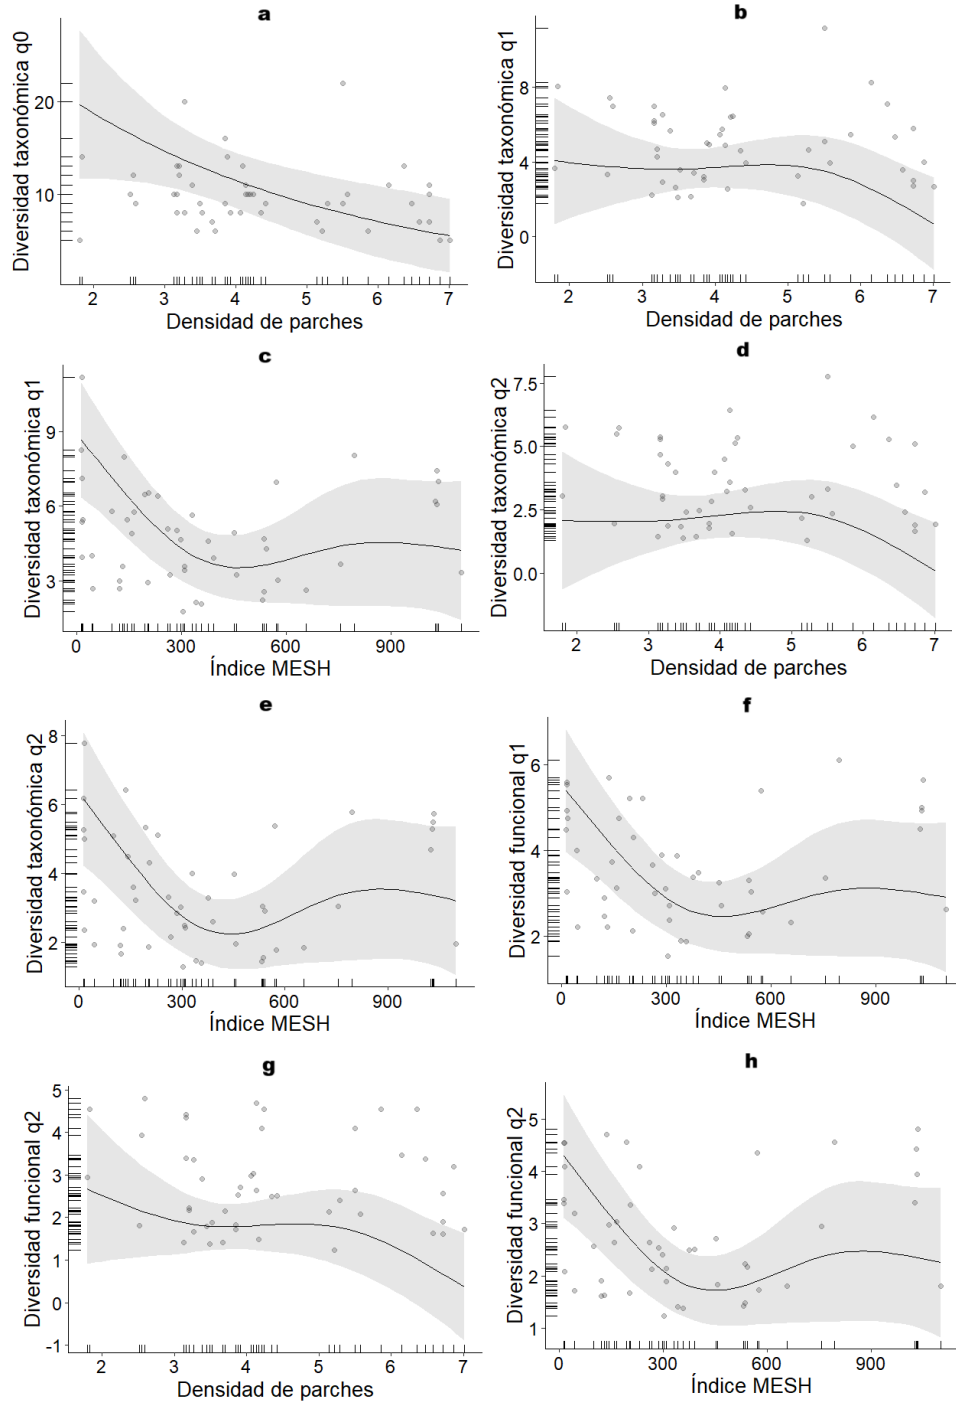 a
Diversidad taxonómica q0
20
10
2 3 4 5 6 7
Densidad de parches
b
Diversidad taxonómica q1
8
4
0
2 3 4 5 6 7
Densidad de parches
c
Diversidad taxonómica q1
9
6
3
0 300 600 900
Índice MESH
d
Diversidad taxonómica q2
7.5
5.0
2.5
0.0
2 3 4 5 6 7
Densidad de parches
e
Diversidad taxonómica q2
8
6
4
2
0 300 600 900
Índice MESH
f
Diversidad funcional q1
6
4
2
0 300 600 900
Índice MESH
g
Diversidad funcional q2
5
4
3
2
1
0
-1
2 3 4 5 6 7
Densidad de parches
h
Diversidad funcional q2
5
4
3
2
1
0 300 600 900
Índice MESH